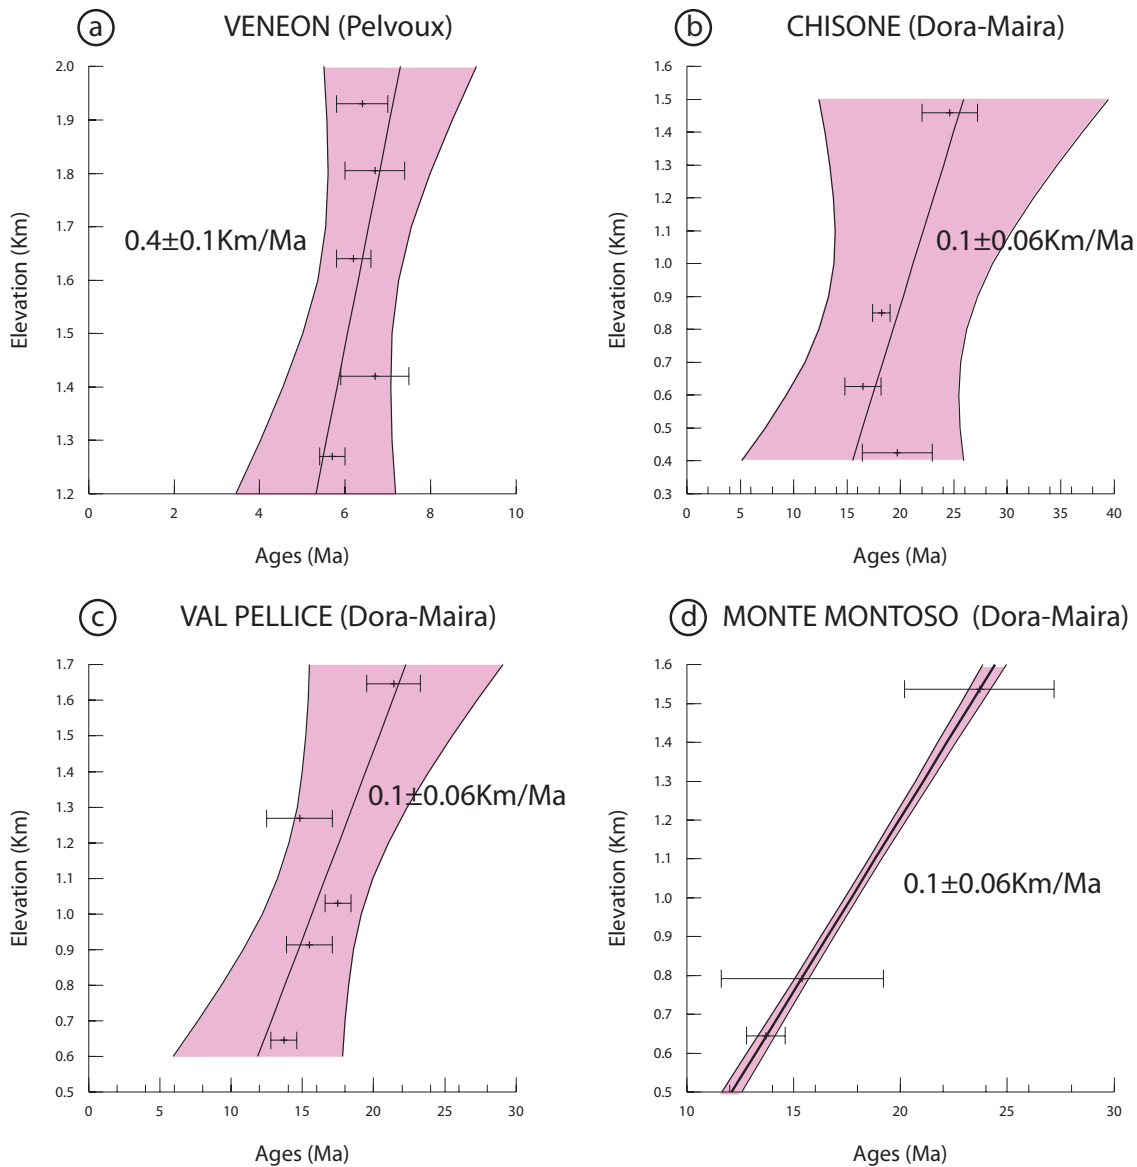 a VENEON (Pelvoux)
2.0
1.9
1.8
1.7
1.6
1.5
1.4
1.3
1.2
Elevation (Km)
0.4±0.1Km/Ma
0 2 4 6 8 10
Ages (Ma)
b CHISONE (Dora-Maira)
1.6
1.5
1.4
1.3
1.2
1.0
0.9
0.8
0.7
0.6
0.5
0.4
0.3
Elevation (Km)
0.1±0.06Km/Ma
0 5 10 15 20 25 30 35 40
Ages (Ma)
c VAL PELLICE (Dora-Maira)
1.7
1.6
1.5
1.4
1.3
1.2
1.1
1.0
0.9
0.8
0.7
0.6
0.5
Elevation (Km)
0.1±0.06Km/Ma
0 5 10 15 20 25 30
Ages (Ma)
d MONTE MONTOSO (Dora-Maira)
1.6
1.5
1.4
1.3
1.2
1.1
1.0
0.9
0.8
0.7
0.6
0.5
Elevation (Km)
0.1±0.06Km/Ma
10 15 20 25 30
Ages (Ma)